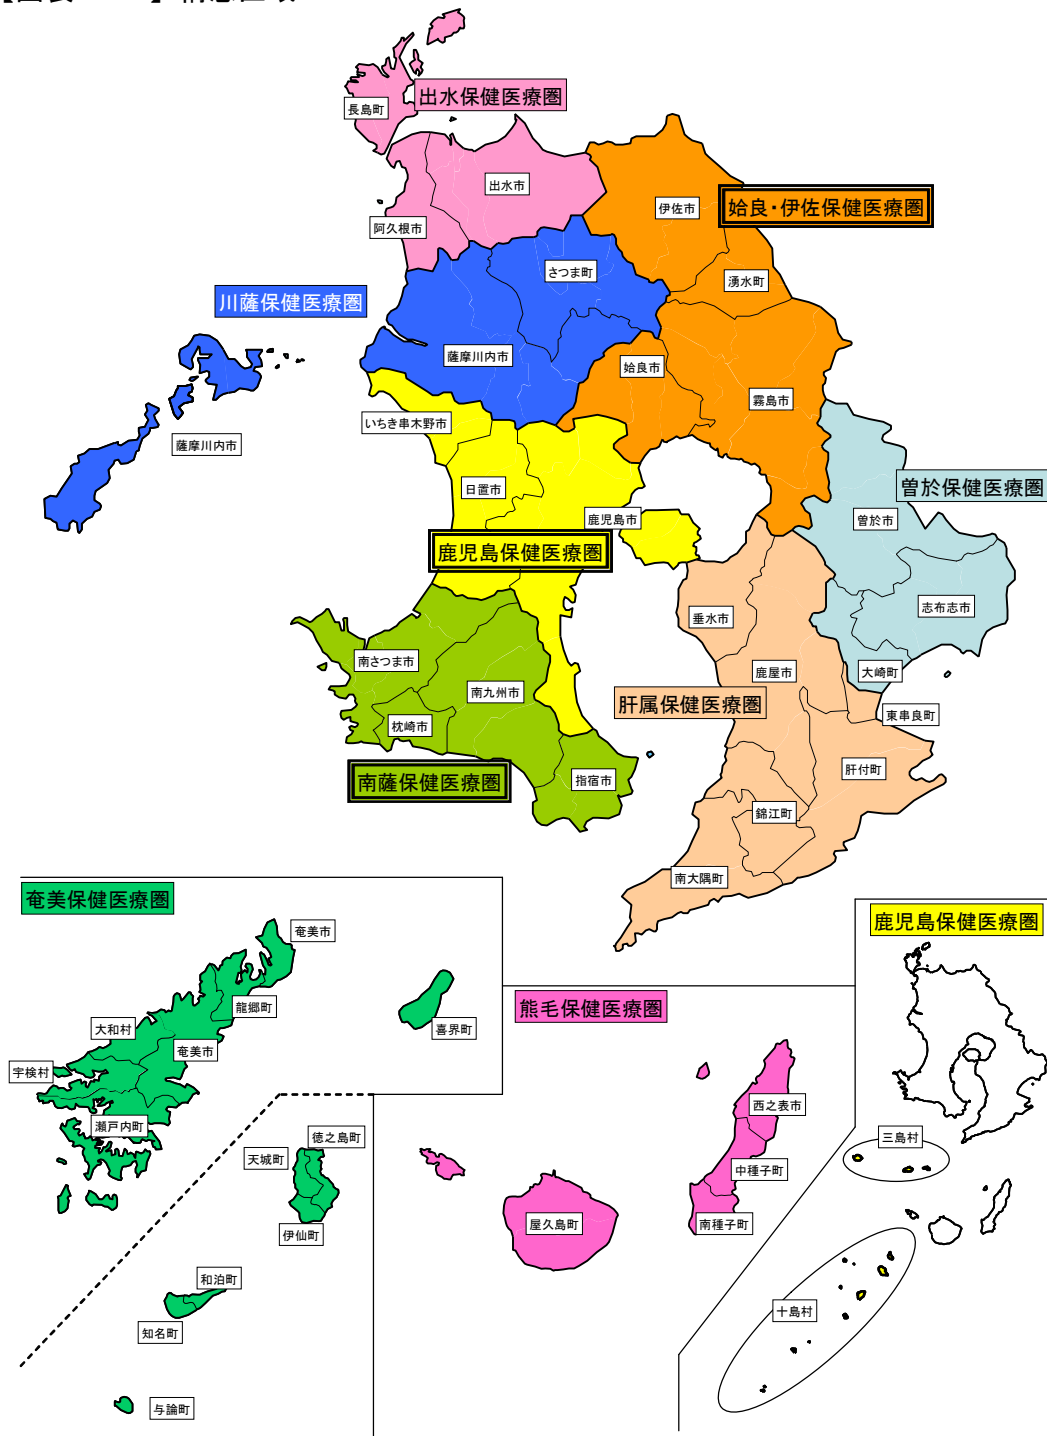 出水保健医療圏
長島町
出水市
阿久根市
伊佐市
姶良・伊佐保健医療圏
さつま町
湧水町
川薩保健医療圏
薩摩川内市
姶良市
霧島市
いちき串木野市
薩摩川内市
日置市
曽於保健医療圏
鹿児島市
曽於市
鹿児島保健医療圏
志布志市
垂水市
南さつま市
鹿屋市
大崎町
南九州市
肝属保健医療圏
東串良町
枕崎市
肝付町
南薩保健医療圏
指宿市
錦江町
南大隅町
奄美保健医療圏
鹿児島保健医療圏
奄美市
龍郷町
熊毛保健医療圏
大和村
喜界町
奄美市
宇検村
西之表市
瀬戸内町
徳之島町
三島村
天城町
中種子町
屋久島町
南種子町
伊仙町
和泊町
十島村
知名町
与論町